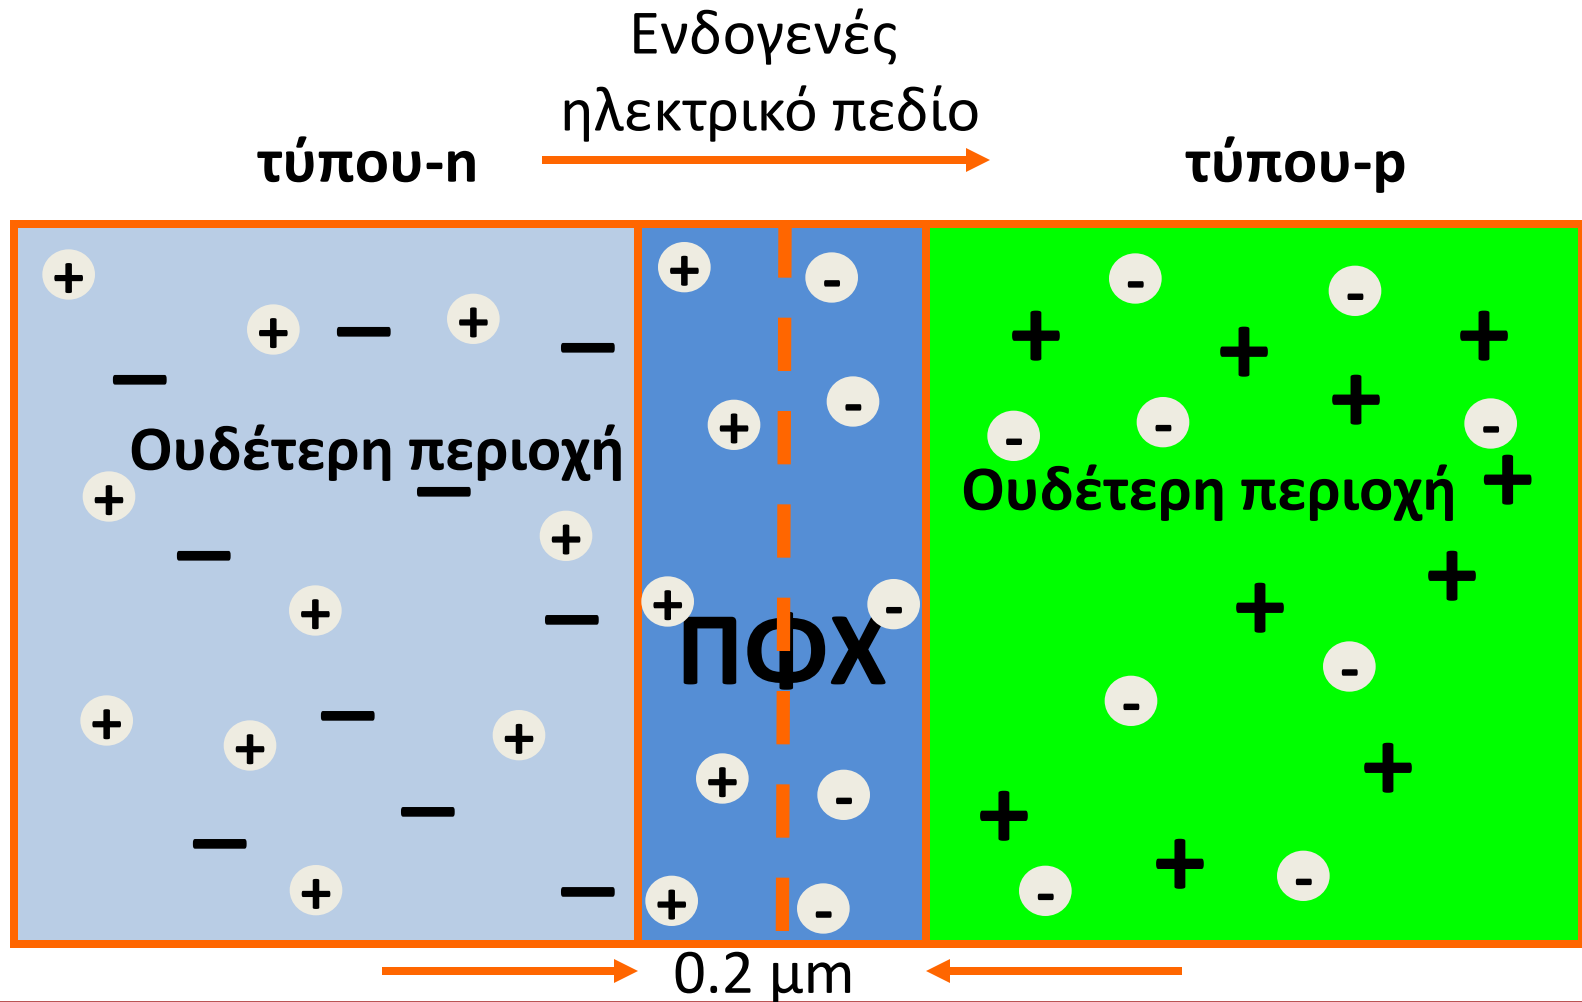 Ενδογενές
ηλεκτρικό πεδίο
τύπου-n
τύπου-p
Ουδέτερη περιοχή
Ουδέτερη περιοχή
ΠΦΧ
0.2 μm